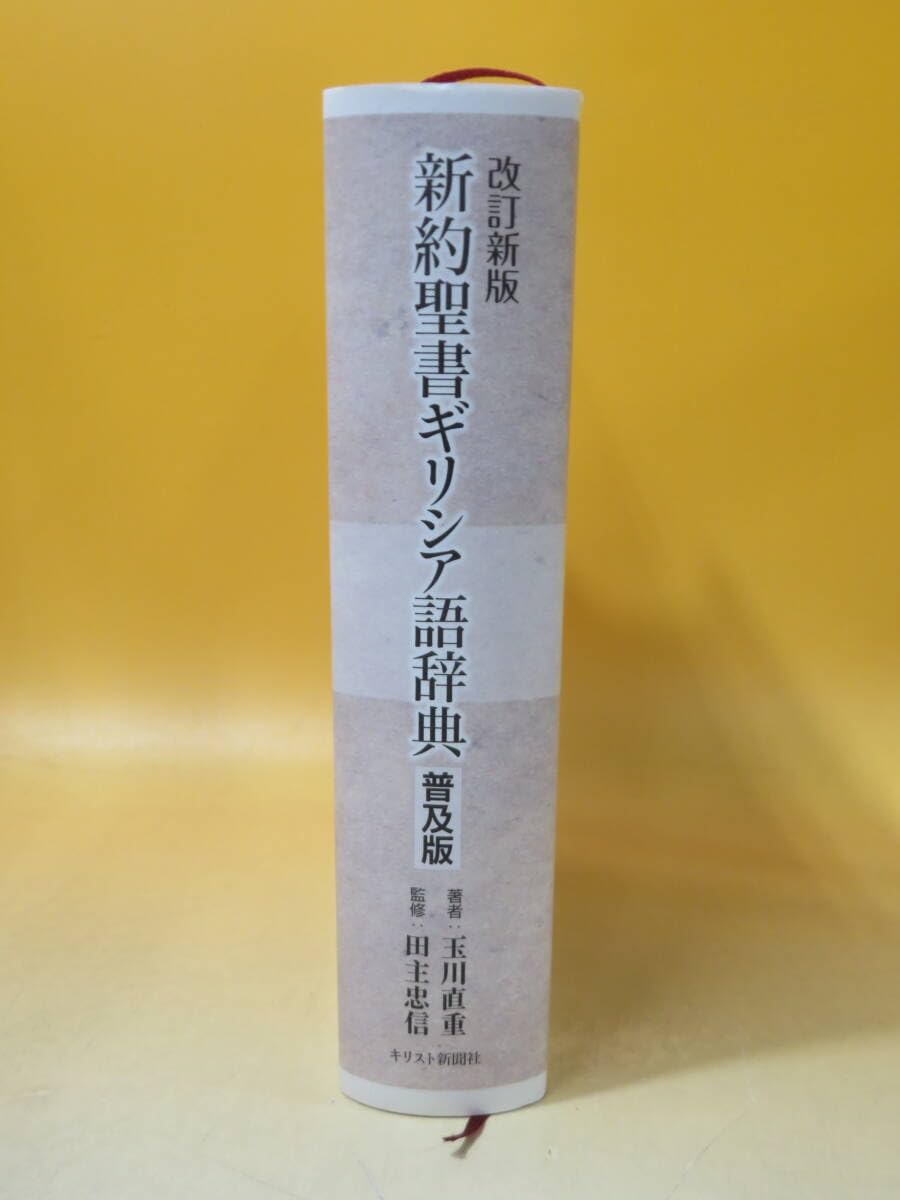 改訂新版
新約聖書ギリシア語辞典
普及版
著者:玉川直重
監修:田主忠信
キリスト新聞社